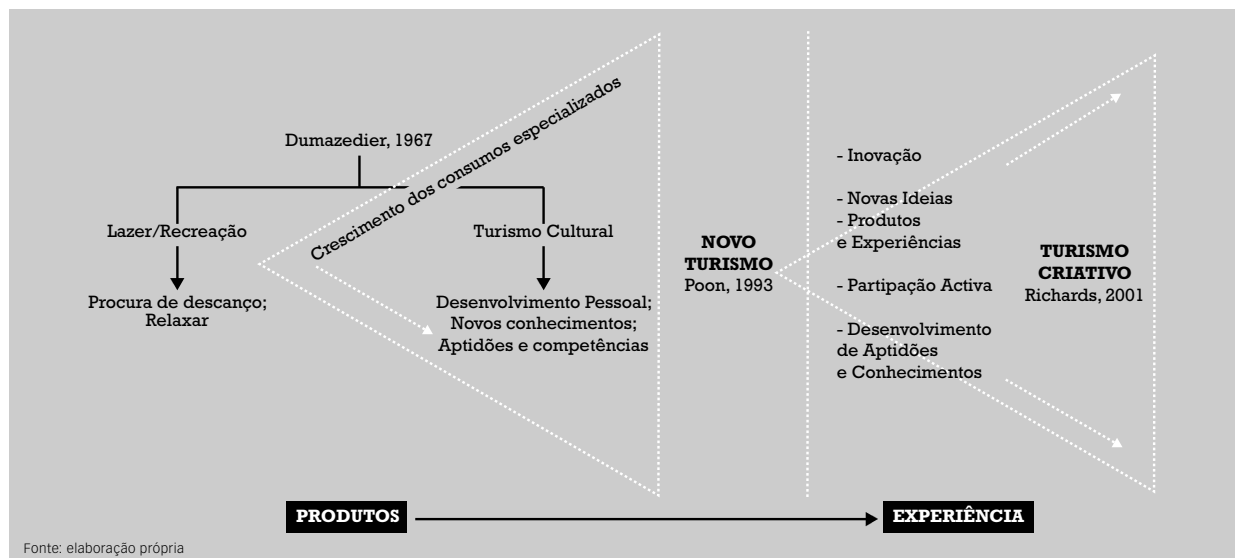 Dumazedier, 1967
Crescimento dos consumos especializados
Lazer/Recreação
Procura de descanço;
Relaxar
Turismo Cultural
Desenvolvimento Pessoal;
Novos conhecimentos;
Aptidões e competências
NOVO
TURISMO
Poon, 1993
- Inovação
- Novas Ideias
- Produtos
e Experiências
- Partipação Activa
- Desenvolvimento
de Aptidões
e Conhecimentos
TURISMO
CRIATIVO
Richards, 2001
PRODUTOS
EXPERIÊNCIA
Fonte: elaboração própria